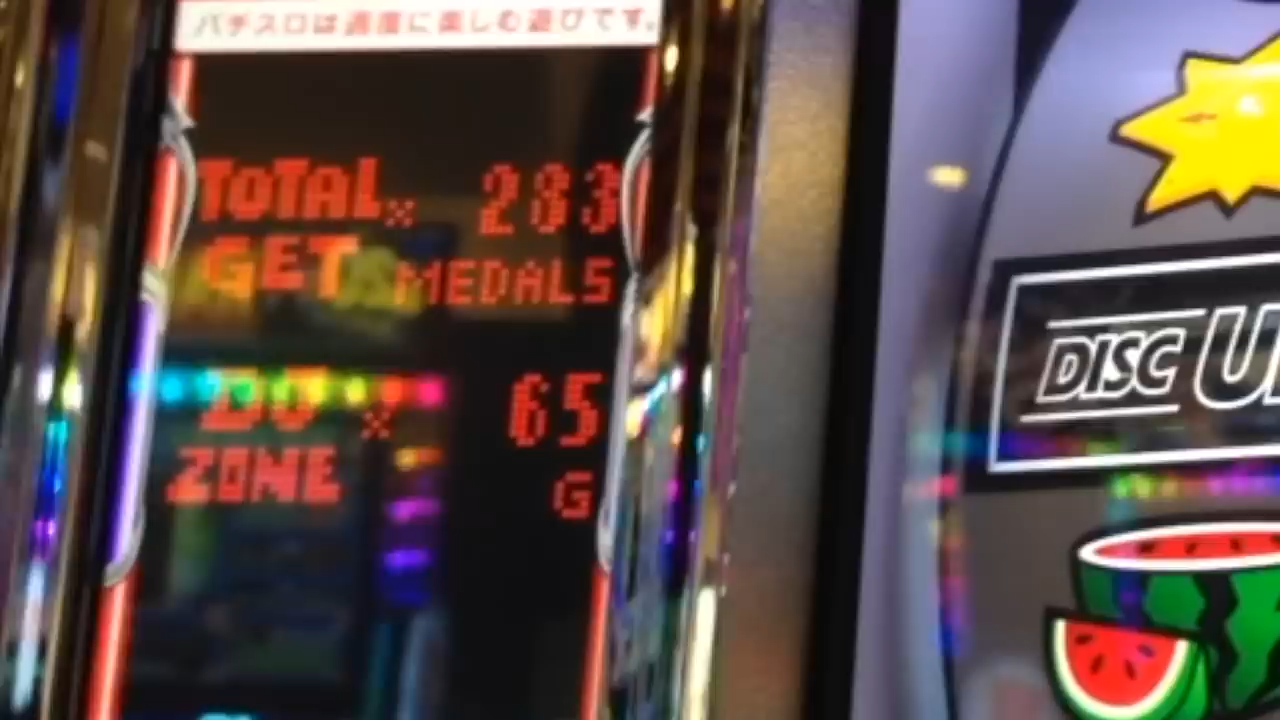 パチスロは適度に楽しむ遊びです。
TOTAL × 283
GET MEDALS
DJ × 65
ZONE G
DISC U